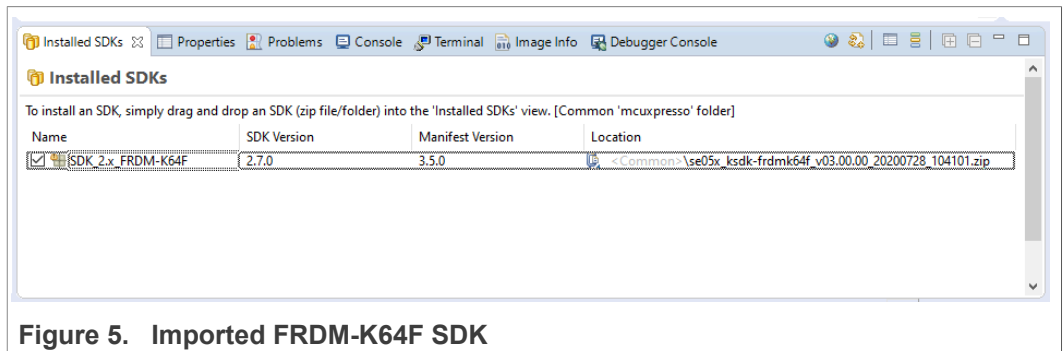 Installed SDKs Properties Problems Console Terminal Image Info Debugger Console
Installed SDKs
To install an SDK, simply drag and drop an SDK (zip file/folder) into the 'Installed SDKs' view. [Common 'mcuxpresso' folder]
Name SDK Version Manifest Version Location
SDK_2.x_FRDM-K64F 2.7.0 3.5.0 <Common>\se05x_ksdk-frdmk64f_v03.00.00_20200728_104101.zip
Figure 5. Imported FRDM-K64F SDK